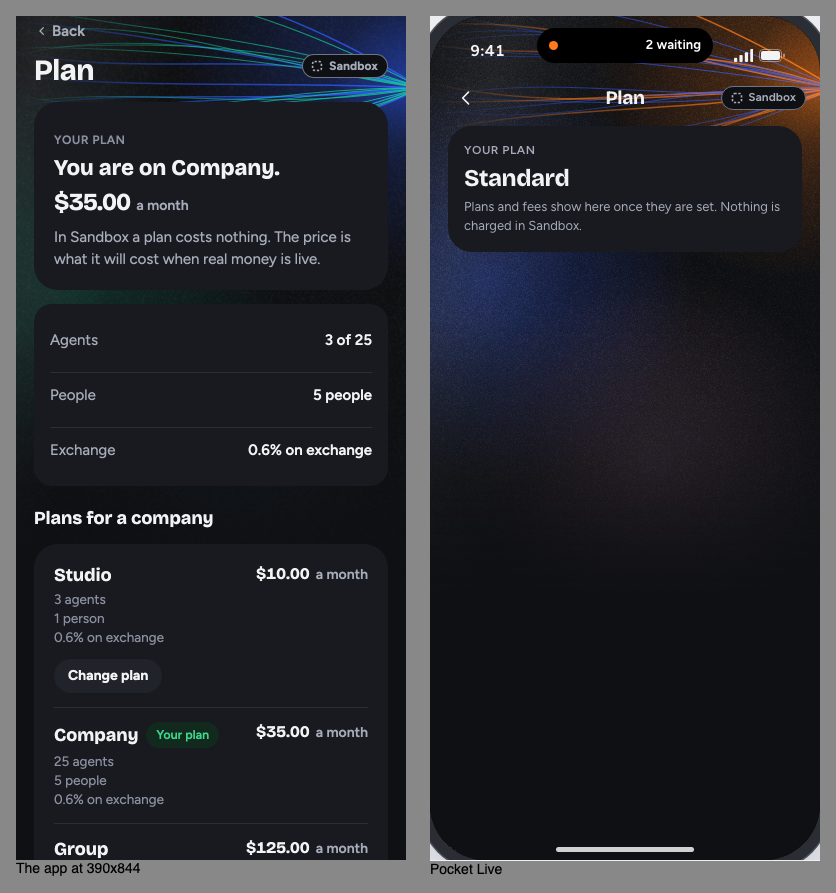 Back
Plan
Sandbox
YOUR PLAN
You are on Company.
$35.00 a month
In Sandbox a plan costs nothing. The price is
what it will cost when real money is live.
Agents
3 of 25
People
5 people
Exchange
0.6% on exchange
Plans for a company
Studio
$10.00 a month
3 agents
1 person
0.6% on exchange
Change plan
Company
Your plan
$35.00 a month
25 agents
5 people
0.6% on exchange
Group
$125.00 a month
The app at 390x844
9:41
2 waiting
Plan
Sandbox
YOUR PLAN
Standard
Plans and fees show here once they are set. Nothing is
charged in Sandbox.
Pocket Live